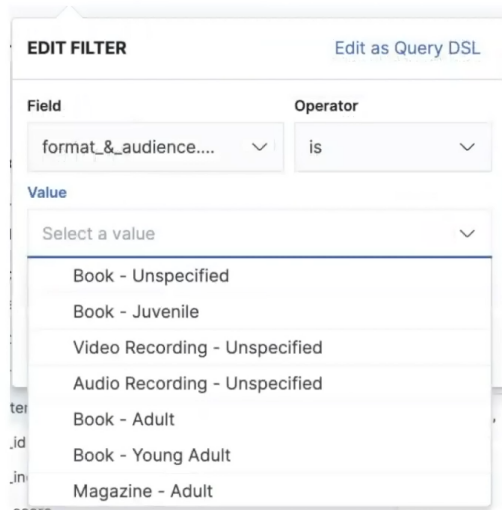 EDIT FILTER Edit as Query DSL
Field Operator
format_&_audience.... is
Value
Select a value
Book - Unspecified
Book - Juvenile
Video Recording - Unspecified
Audio Recording - Unspecified
Book - Adult
Book - Young Adult
_id
Magazine - Adult